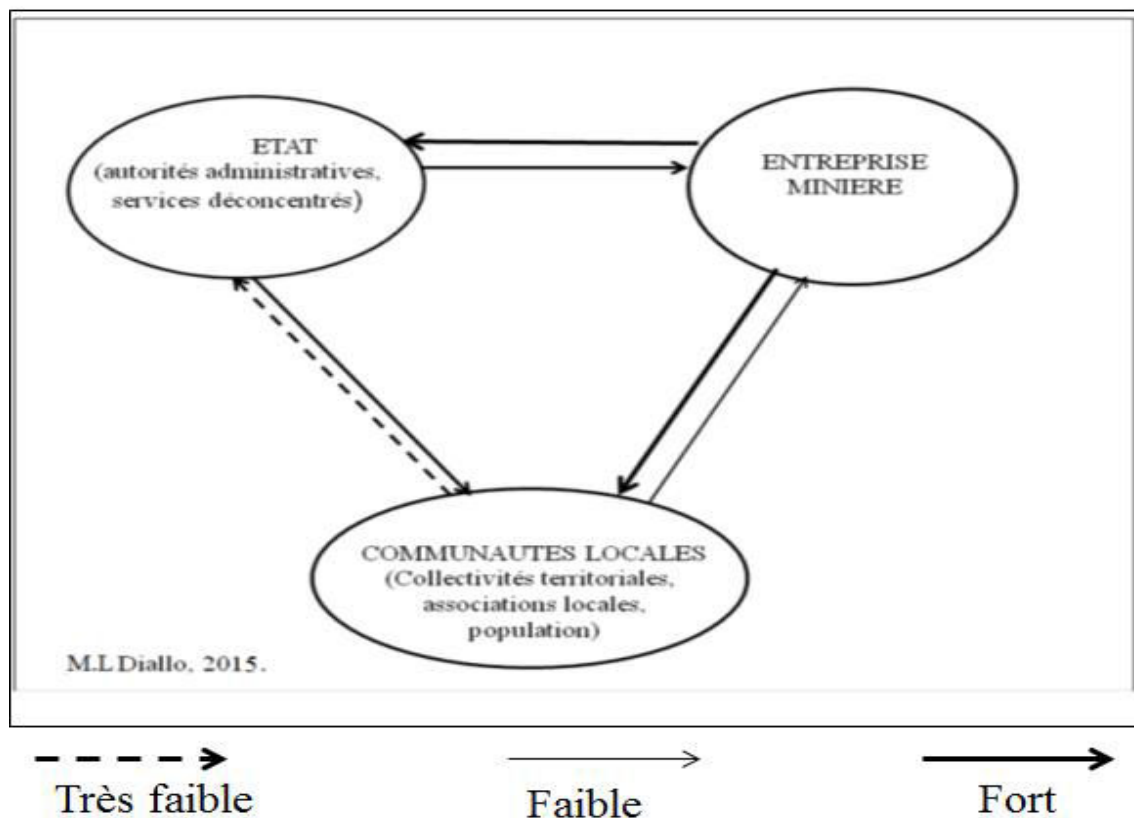 ETAT
(autorités administratives,
services déconcentrés)
ENTREPRISE
MINIERE
COMMUNAUTES LOCALES
(Collectivités territoriales,
associations locales,
population)
M.L Diallo, 2015.
Très faible
Faible
Fort